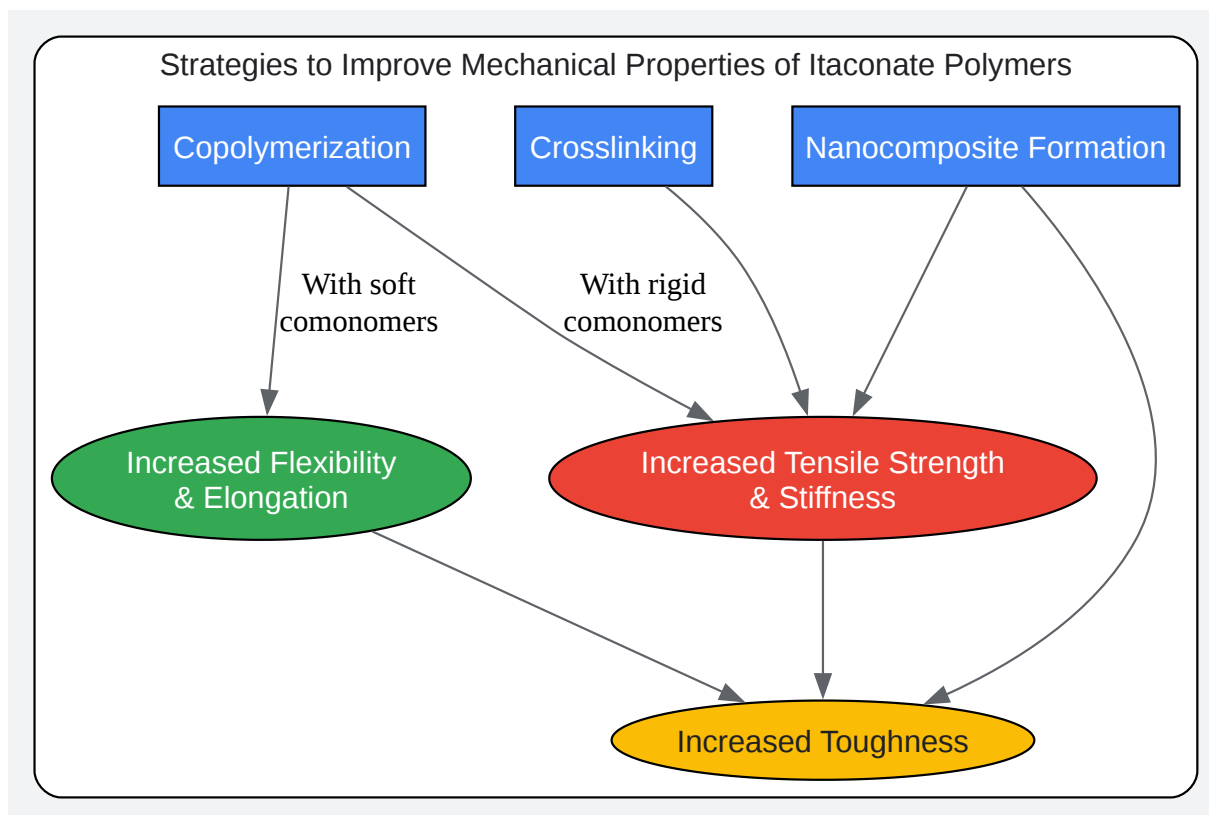 Strategies to Improve Mechanical Properties of Itaconate Polymers
Copolymerization
Crosslinking
Nanocomposite Formation
With soft
comonomers
With rigid
comonomers
Increased Flexibility
& Elongation
Increased Tensile Strength
& Stiffness
Increased Toughness